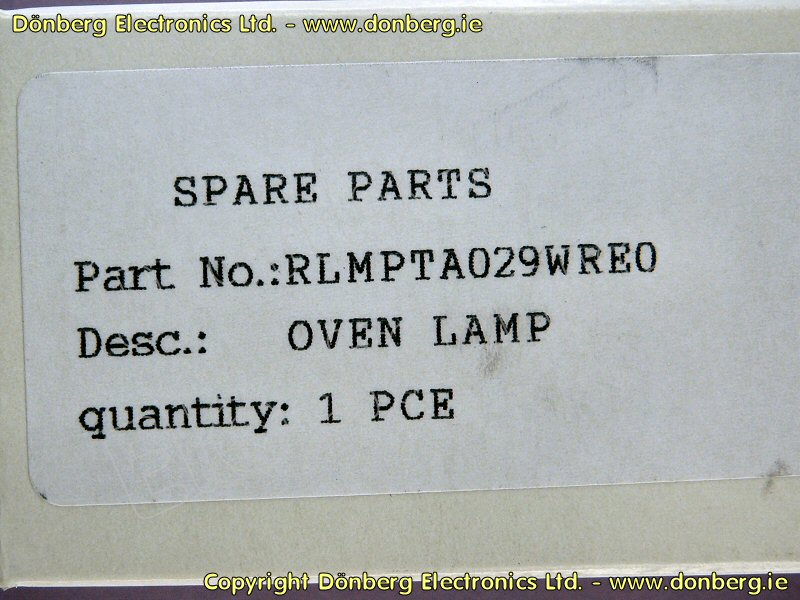 Dönberg Electronics Ltd. - www.donberg.ie
SPARE PARTS
Part No.:RLMPTA029WRE0
Desc.: OVEN LAMP
quantity: 1 PCE
Copyright Dönberg Electronics Ltd. - www.donberg.ie